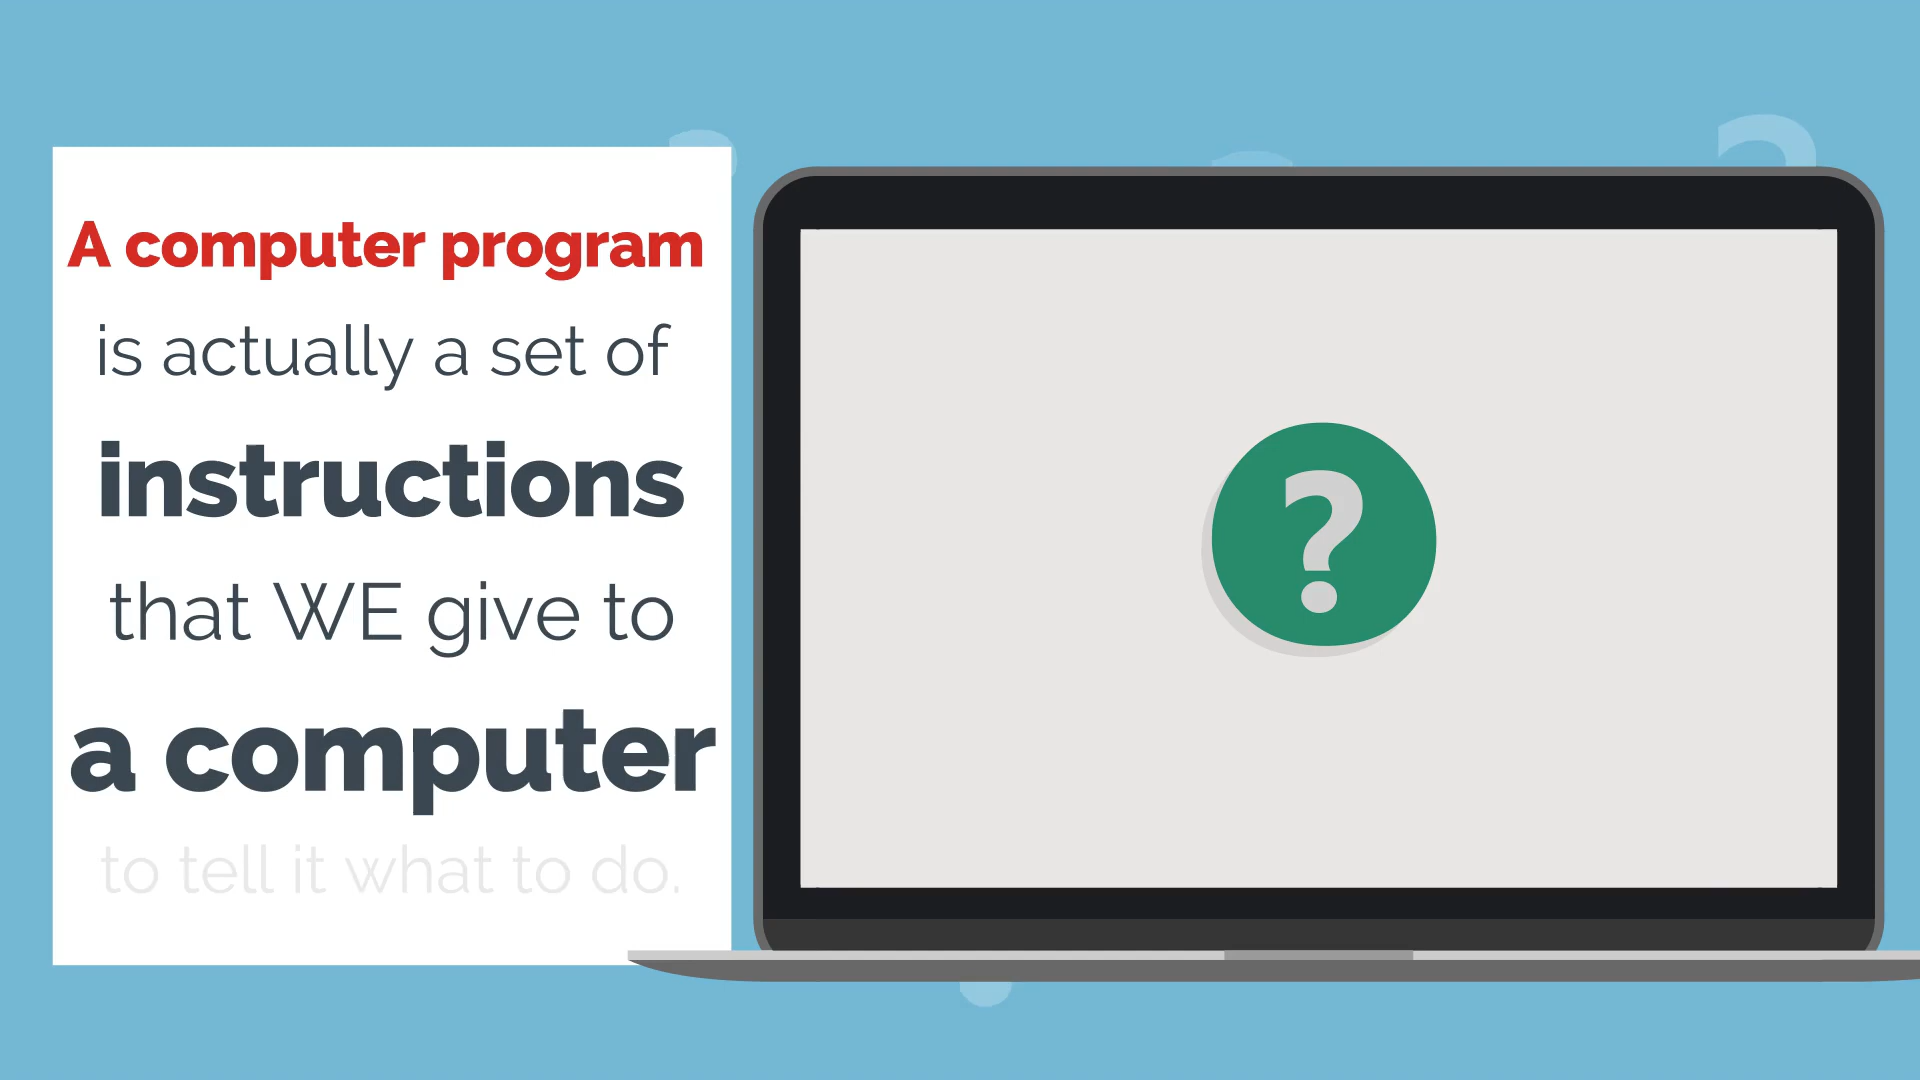 A computer program
is actually a set of
instructions
that WE give to
a computer
to tell it what to do.
?